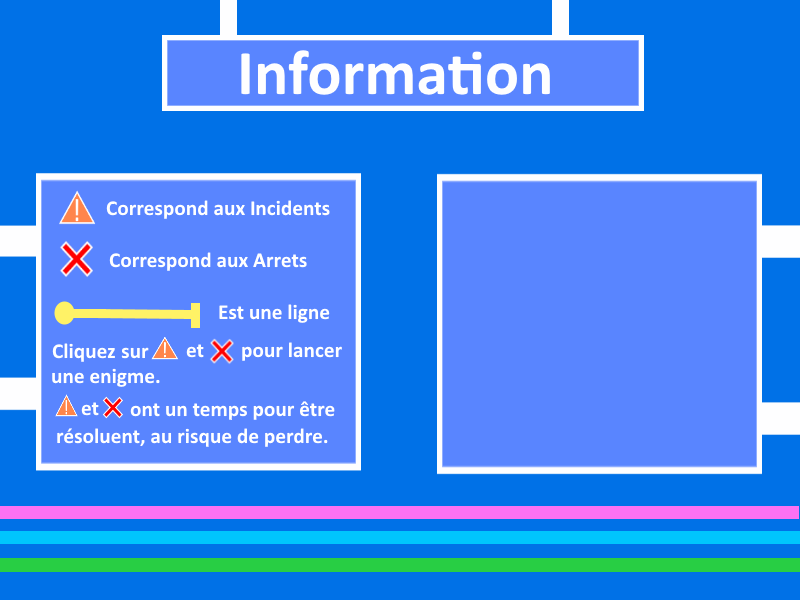 Information
Correspond aux Incidents
Correspond aux Arrets
Est une ligne
Cliquez sur et pour lancer
une enigme.
et ont un temps pour être
résoluent, au risque de perdre.